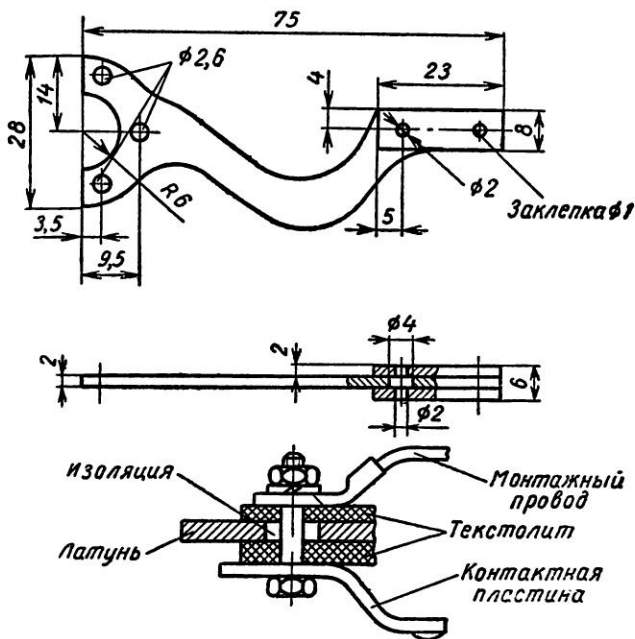 75
ϕ2,6
23
4
14
28
8
ϕ2
R6
5
Заклепка ϕ1
3,5
9,5
ϕ4
2
2
6
ϕ2
Изоляция
Монтажный
провод
Текстолит
Латунь
Контактная
пластина